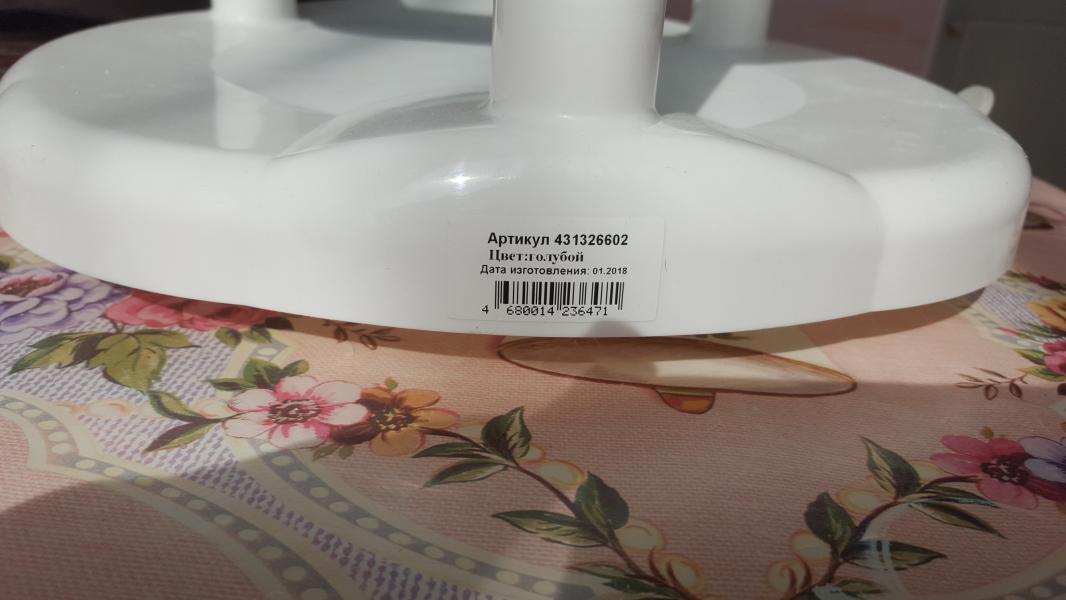 Артикул 431326602
Цвет:голубой
Дата изготовления: 01.2018
4 680014 236471